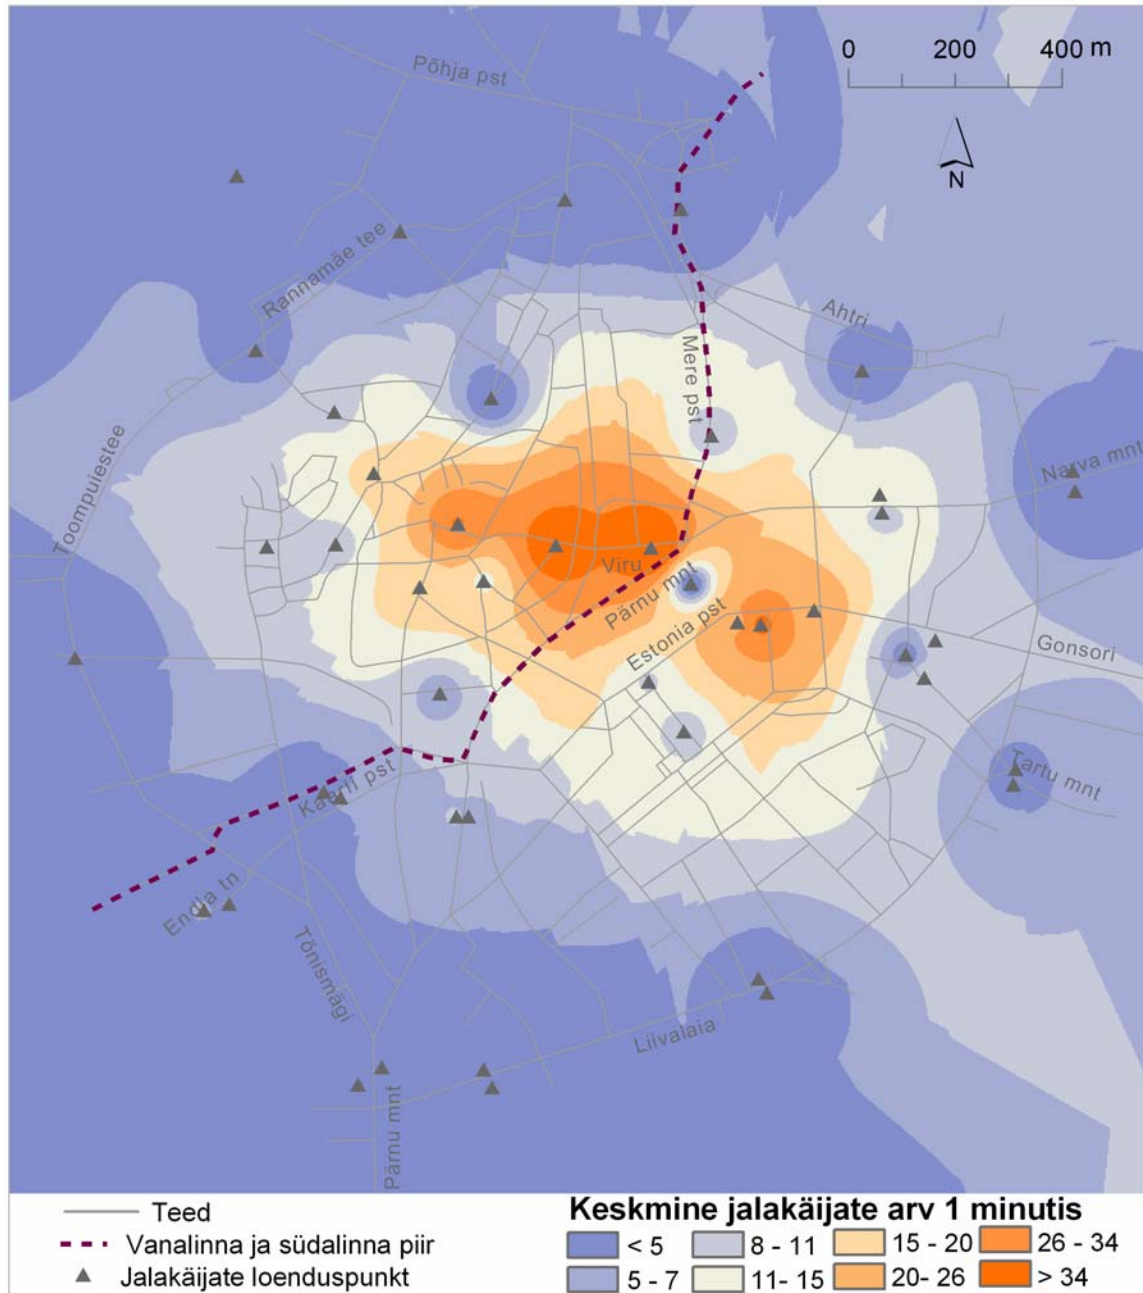 0 200 400 m
N
Põhja pst
Rannamäe tee
Ahtri
Mere pst
Toompuiestee
Narva mnt
Viru
Pärnu mnt
Estonia pst
Gonsori
Kaarli pst
Tartu mnt
Endla tn
Tõnismägi
Liivalaia
Pärnu mnt
Teed
Vanalinna ja südalinna piir
Jalakäijate loenduspunkt
Keskmine jalakäijate arv 1 minutis
< 5 8 - 11 15 - 20 26 - 34
5 - 7 11- 15 20- 26 > 34